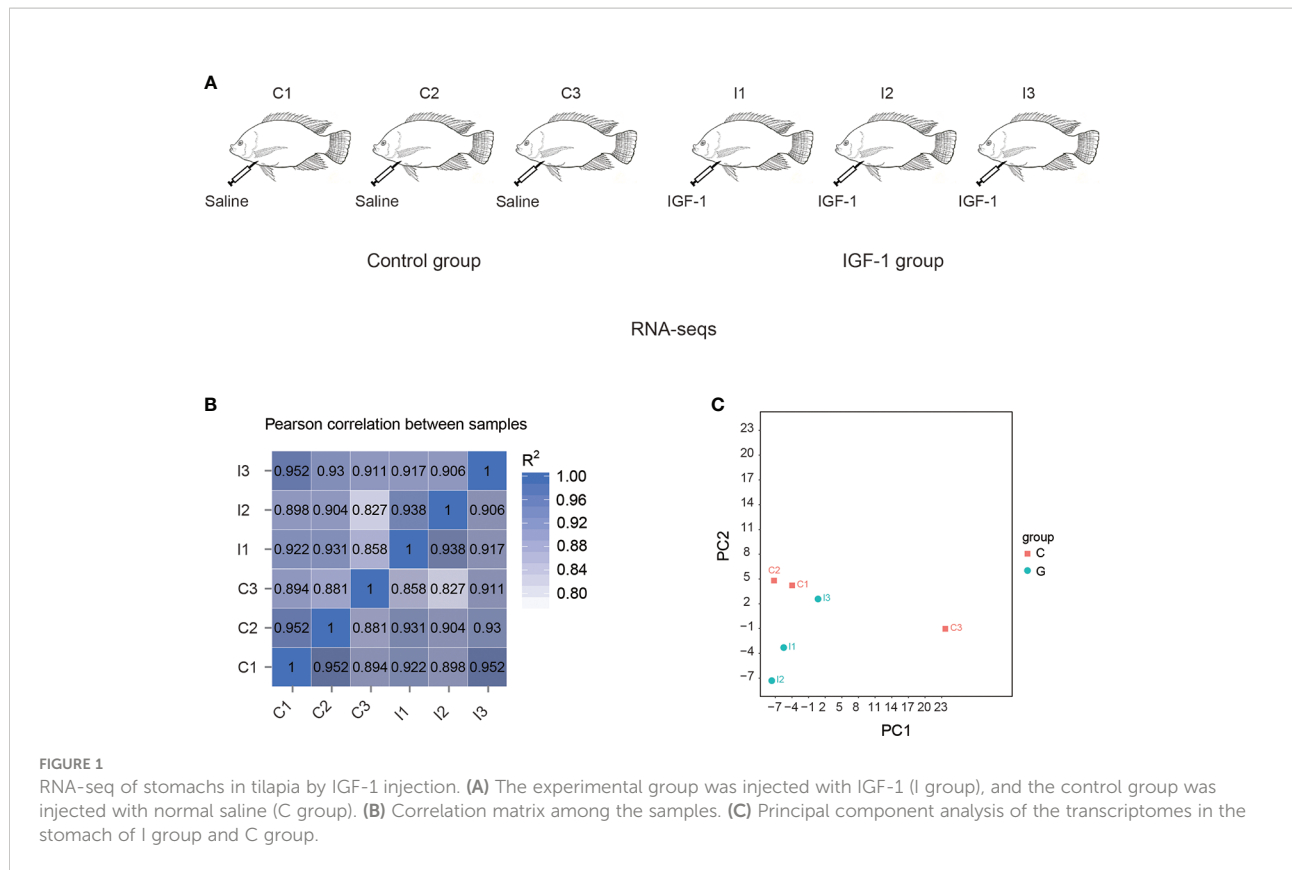 A
C1 C2 C3 I1 I2 I3
Saline Saline Saline IGF-1 IGF-1 IGF-1
Control group IGF-1 group
RNA-seqs
B
Pearson correlation between samples
I3 0.952 0.93 0.911 0.917 0.906 1
I2 0.898 0.904 0.827 0.938 1 0.906
I1 0.922 0.931 0.858 1 0.938 0.917
C3 0.894 0.881 1 0.858 0.827 0.911
C2 0.952 1 0.881 0.931 0.904 0.93
C1 1 0.952 0.894 0.922 0.898 0.952
C1 C2 C3 I1 I2 I3
R²
1.00
0.96
0.92
0.88
0.84
0.80
C
PC2
23
20
17
14
11
8
5
2
−1
−4
−7
C2
C1
I3
C3
I1
I2
−7 −4 −1 2 5 8 11 14 17 20 23
PC1
group
C
G
FIGURE 1
RNA-seq of stomachs in tilapia by IGF-1 injection. (A) The experimental group was injected with IGF-1 (I group), and the control group was
injected with normal saline (C group). (B) Correlation matrix among the samples. (C) Principal component analysis of the transcriptomes in the
stomach of I group and C group.